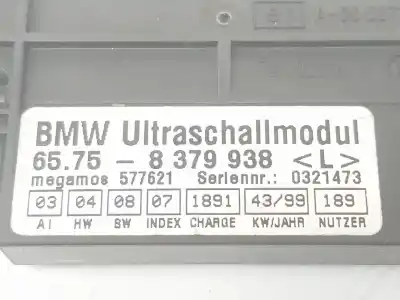 BMW Ultraschallmodul
65.75 - 8 379 938 <L>
megamos 577621 Seriennr.: 0321473
03 04 08 07 1891 43/99 189
AI HW SW INDEX CHARGE KW/JAHR NUTZER